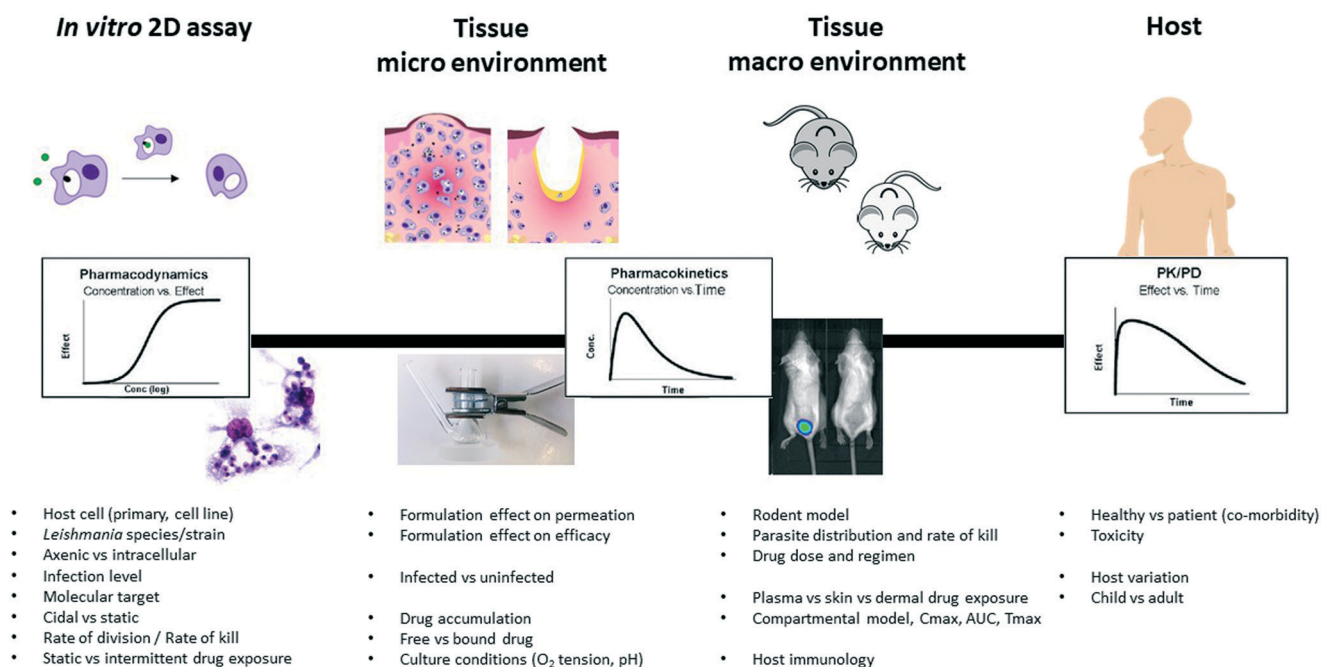 In vitro 2D assay
Tissue
micro environment
Tissue
macro environment
Host
Pharmacodynamics
Concentration vs. Effect
Effect
Conc (log)
Pharmacokinetics
Concentration vs.Time
Conc.
Time
PK/PD
Effect vs. Time
Effect
Time
• Host cell (primary, cell line)
• Leishmania species/strain
• Axenic vs intracellular
• Infection level
• Molecular target
• Cidal vs static
• Rate of division / Rate of kill
• Static vs intermittent drug exposure
• Formulation effect on permeation
• Formulation effect on efficacy
• Infected vs uninfected
• Drug accumulation
• Free vs bound drug
• Culture conditions (O₂ tension, pH)
• Rodent model
• Parasite distribution and rate of kill
• Drug dose and regimen
• Plasma vs skin vs dermal drug exposure
• Compartmental model, Cmax, AUC, Tmax
• Host immunology
• Healthy vs patient (co-morbidity)
• Toxicity
• Host variation
• Child vs adult